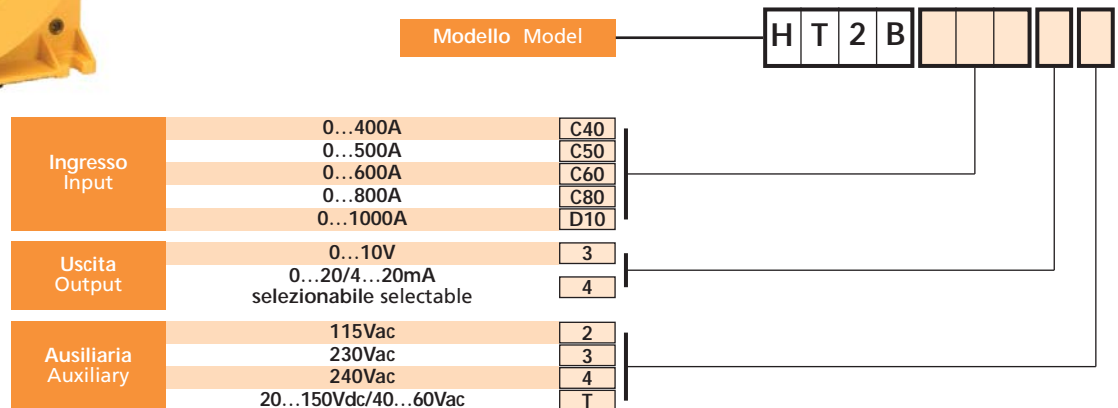 Modello Model
H T 2 B
Ingresso
Input
0...400A C40
0...500A C50
0...600A C60
0...800A C80
0...1000A D10
Uscita
Output
0...10V 3
0...20/4...20mA
selezionabile selectable
4
Ausiliaria
Auxiliary
115Vac 2
230Vac 3
240Vac 4
20...150Vdc/40...60Vac T